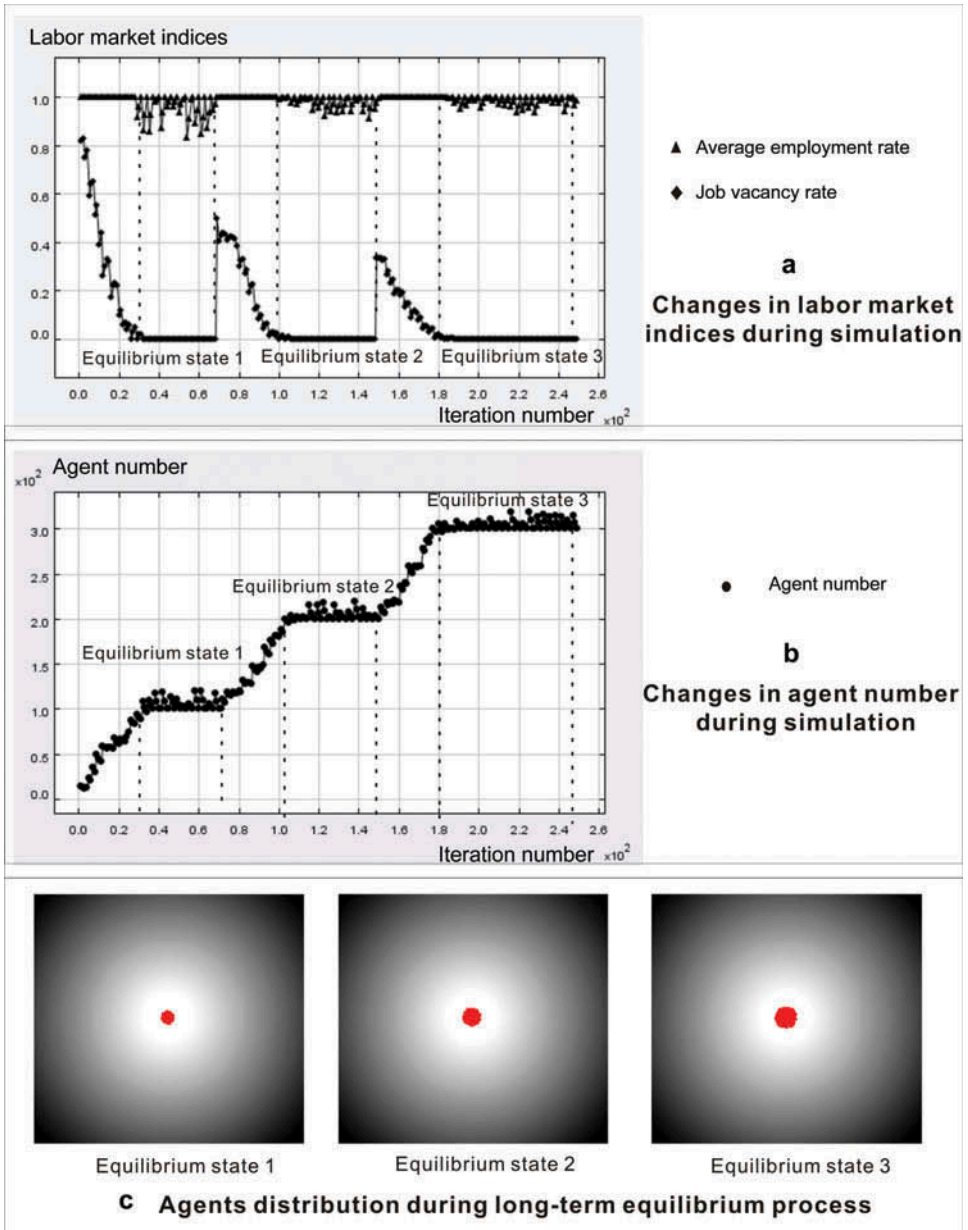 Labor market indices
1.0
0.8
0.6
0.4
0.2
0.0
Equilibrium state 1
Equilibrium state 2
Equilibrium state 3
0.0 0.2 0.4 0.6 0.8 1.0 1.2 1.4 1.6 1.8 2.0 2.2 2.4 2.6
Iteration number ×10²
Average employment rate
Job vacancy rate
a
Changes in labor market
indices during simulation
Agent number
×10²
3.0
2.5
2.0
1.5
1.0
0.5
0.0
Equilibrium state 3
Equilibrium state 2
Equilibrium state 1
0.0 0.2 0.4 0.6 0.8 1.0 1.2 1.4 1.6 1.8 2.0 2.2 2.4 2.6
Iteration number ×10²
Agent number
b
Changes in agent number
during simulation
Equilibrium state 1
Equilibrium state 2
Equilibrium state 3
c Agents distribution during long-term equilibrium process